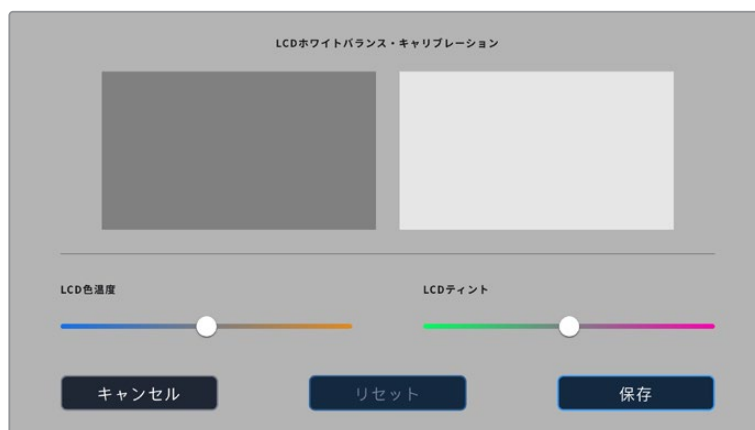 LCDホワイトバランス・キャリブレーション
LCD色温度
LCDティント
キャンセル
リセット
保存